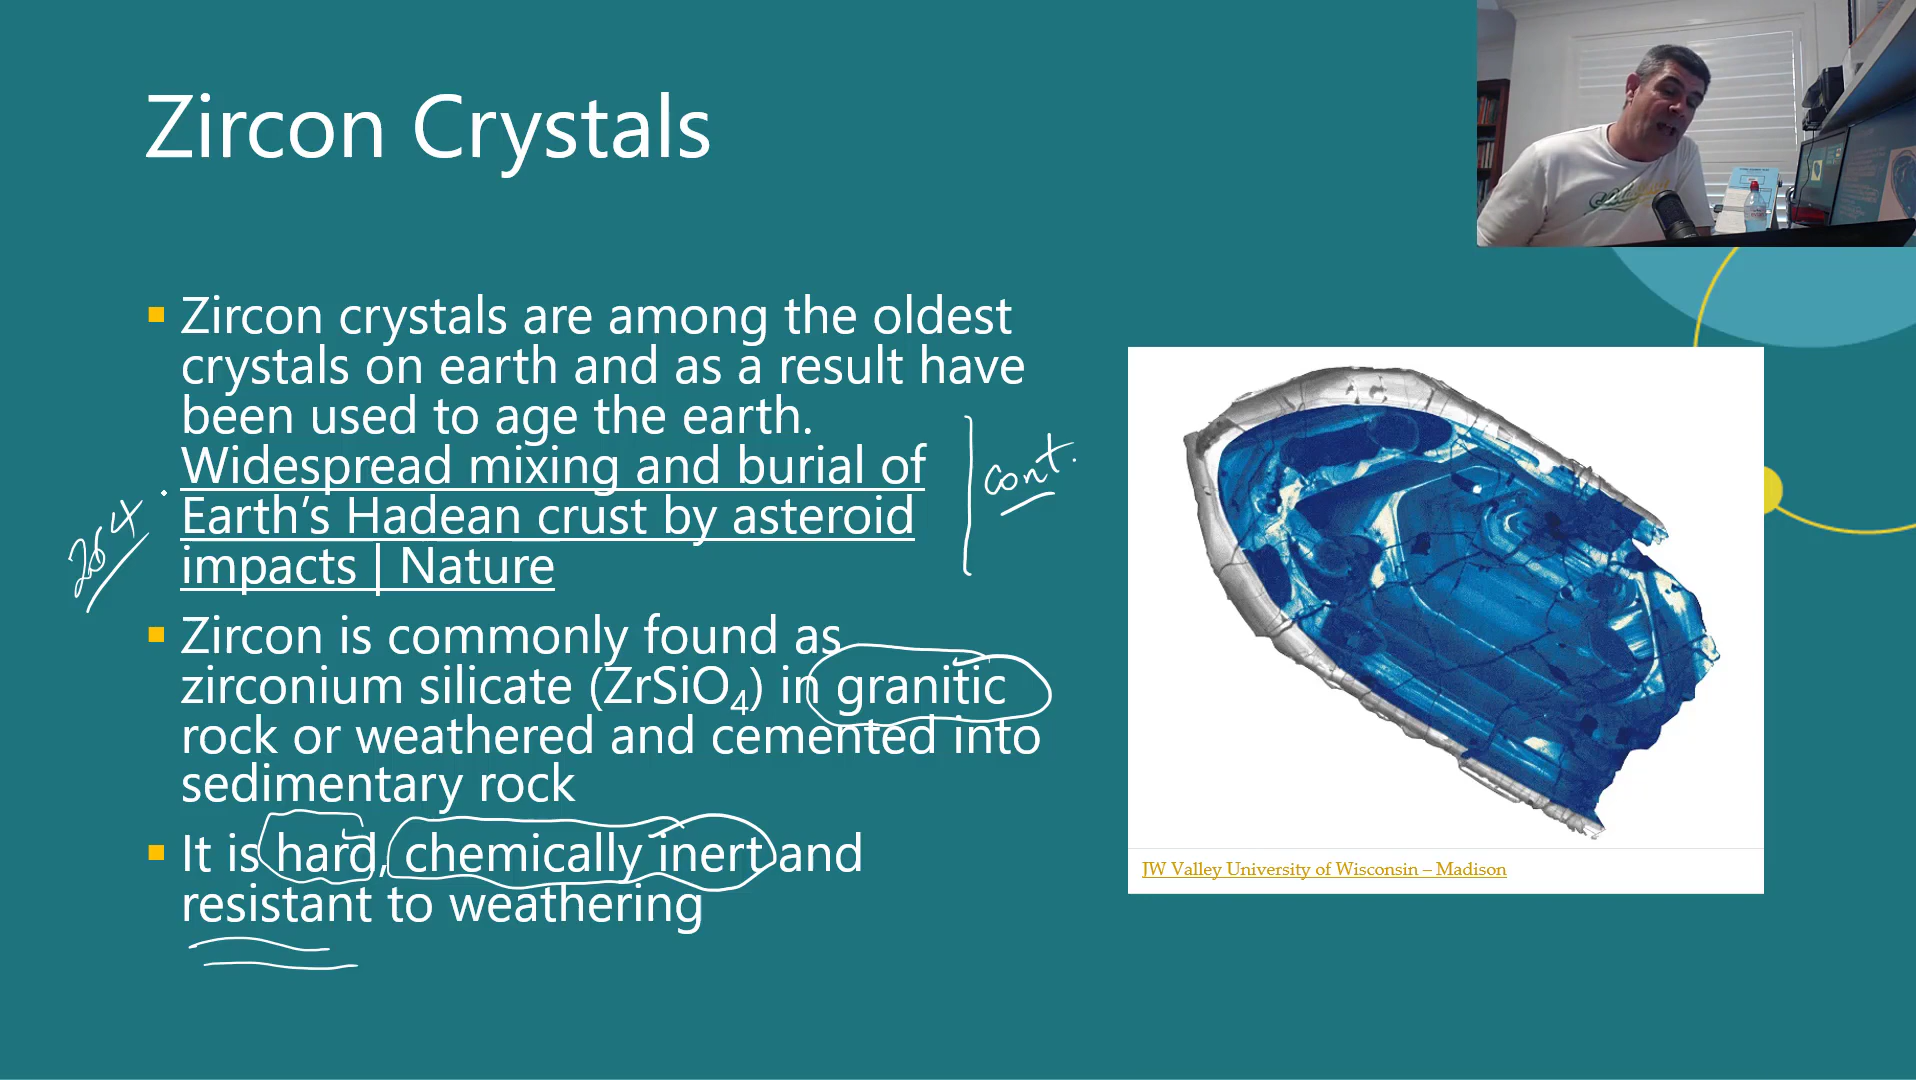 Zircon Crystals
Zircon crystals are among the oldest
crystals on earth and as a result have
been used to age the earth.
Widespread mixing and burial of
Earth’s Hadean crust by asteroid
impacts | Nature
cont.
Zircon is commonly found as
zirconium silicate (ZrSiO₄) in granitic
rock or weathered and cemented into
sedimentary rock
It is hard, chemically inert and
resistant to weathering
JW Valley University of Wisconsin – Madison